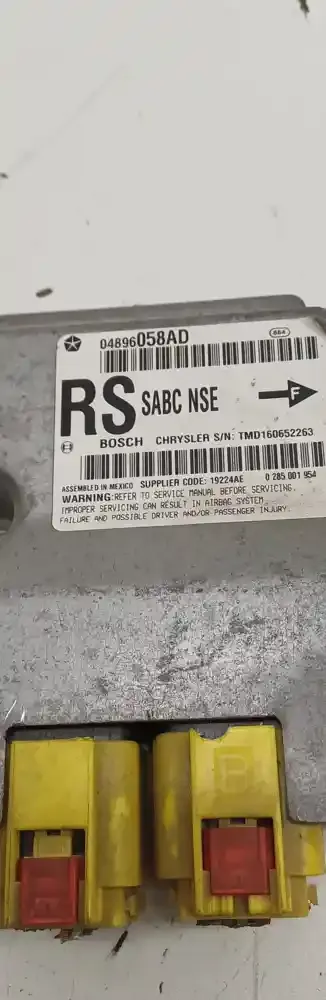 04896058AD
864
RS SABC NSE F
BOSCH CHRYSLER S/N: TMD160652263
ASSEMBLED IN MEXICO SUPPLIER CODE: 19224AE 0 285 001 954
WARNING:REFER TO SERVICE MANUAL BEFORE SERVICING.
IMPROPER SERVICING CAN RESULT IN AIRBAG SYSTEM
FAILURE AND POSSIBLE DRIVER AND/OR PASSENGER INJURY.
B